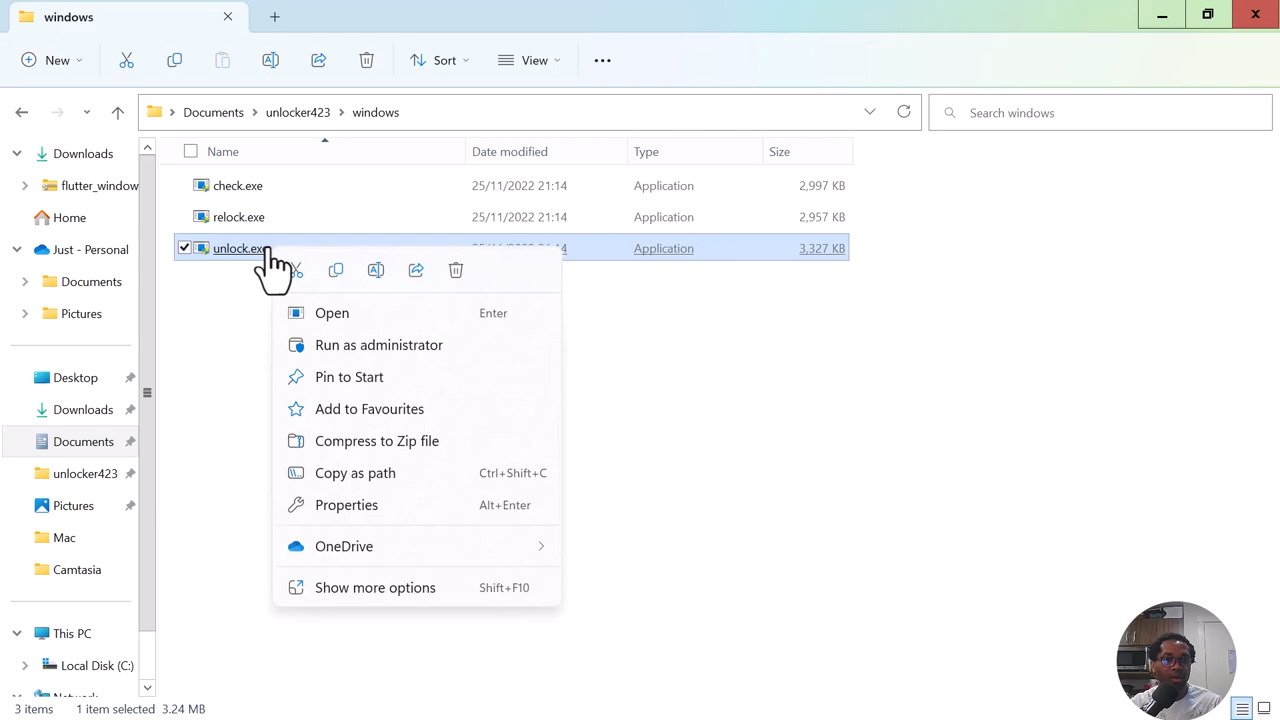 windows
New
Sort
View
Documents
unlocker423
windows
Search windows
Downloads
flutter_window
Home
Just - Personal
Documents
Pictures
Desktop
Downloads
Documents
unlocker423
Pictures
Mac
Camtasia
This PC
Local Disk (C:)
Name Date modified Type Size
check.exe 25/11/2022 21:14 Application 2,997 KB
relock.exe 25/11/2022 21:14 Application 2,957 KB
unlock.exe Application 3,327 KB
Open Enter
Run as administrator
Pin to Start
Add to Favourites
Compress to Zip file
Copy as path Ctrl+Shift+C
Properties Alt+Enter
OneDrive
Show more options Shift+F10
3 items 1 item selected 3.24 MB